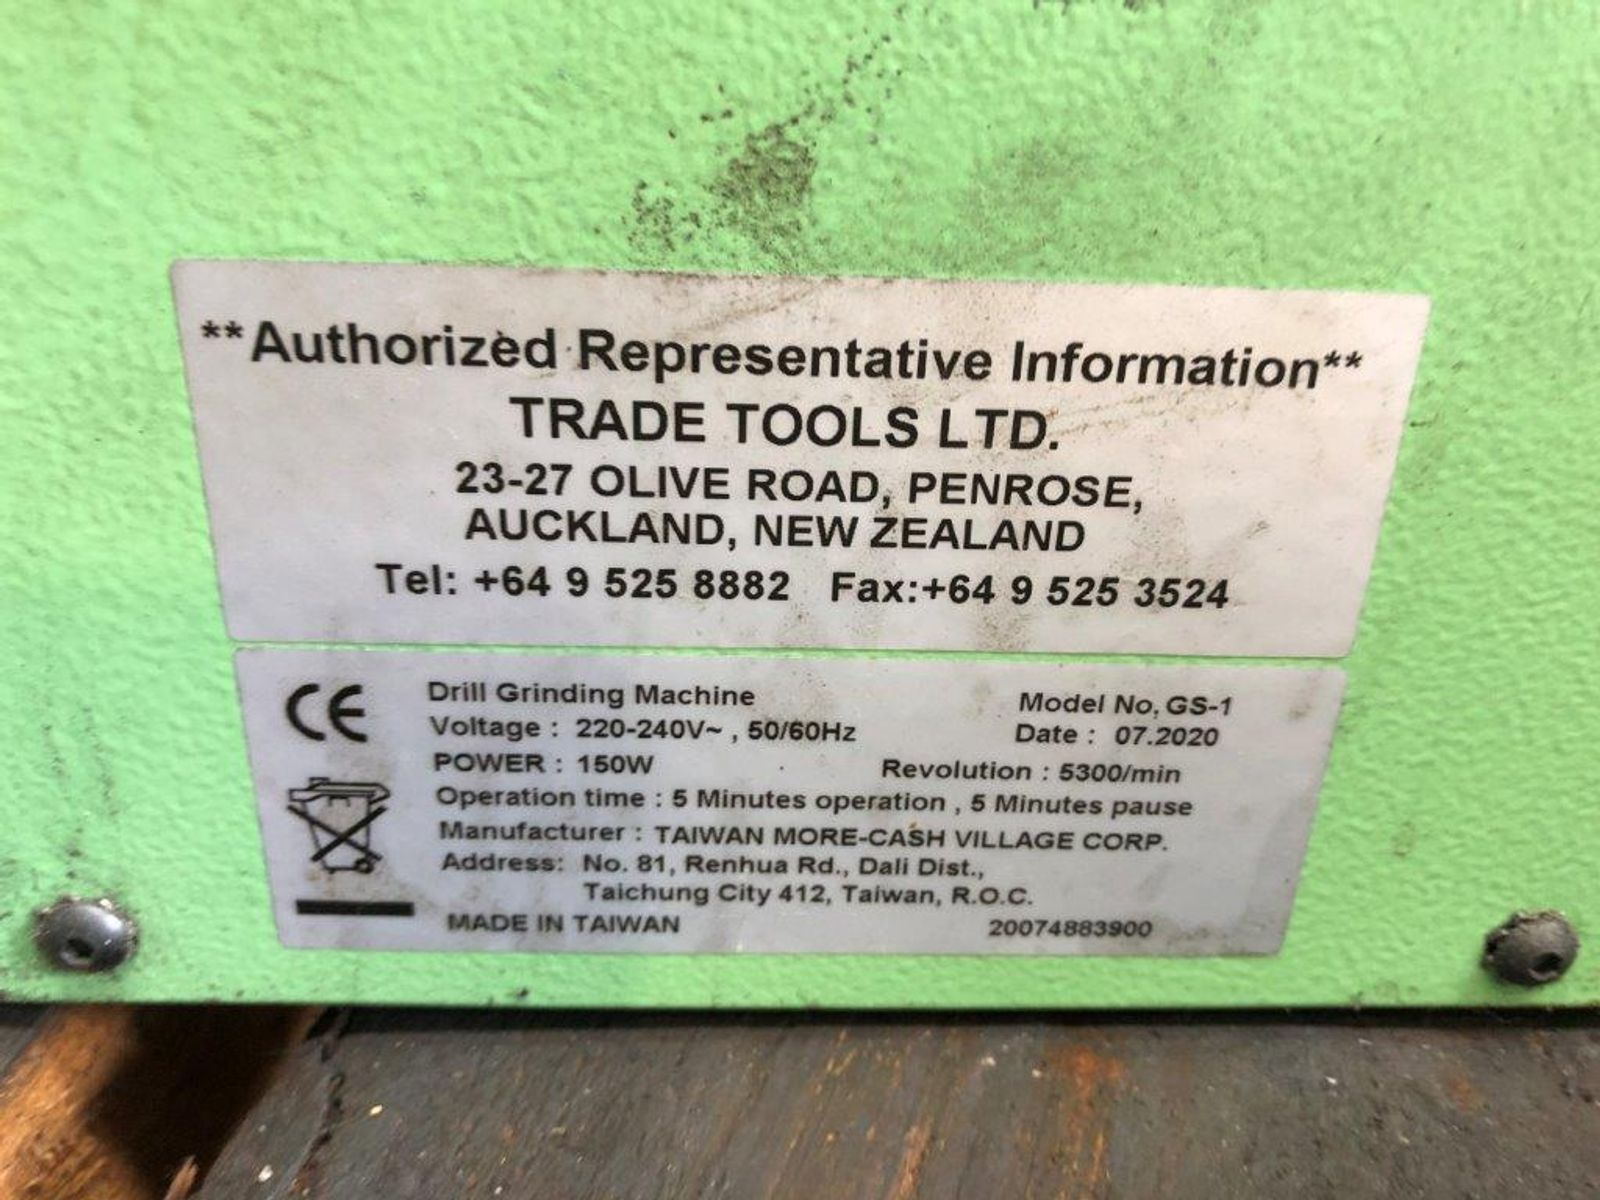 **Authorized Representative Information**
TRADE TOOLS LTD.
23-27 OLIVE ROAD, PENROSE,
AUCKLAND, NEW ZEALAND
Tel: +64 9 525 8882 Fax:+64 9 525 3524
CE
Drill Grinding Machine Model No, GS-1
Voltage : 220-240V~ , 50/60Hz Date : 07.2020
POWER : 150W Revolution : 5300/min
Operation time : 5 Minutes operation , 5 Minutes pause
Manufacturer : TAIWAN MORE-CASH VILLAGE CORP.
Address: No. 81, Renhua Rd., Dali Dist.,
Taichung City 412, Taiwan, R.O.C.
MADE IN TAIWAN 20074883900